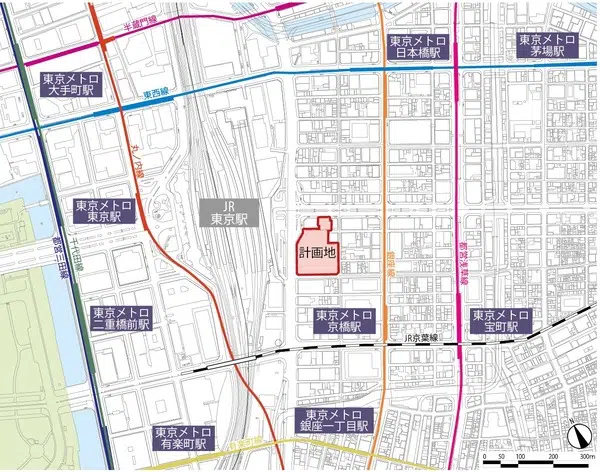 半蔵門線
東京メトロ
大手町駅
東京メトロ
日本橋駅
東京メトロ
茅場町駅
東西線
丸ノ内線
東京メトロ
東京駅
JR
東京駅
計画地
都営三田線
千代田線
銀座線
都営浅草線
東京メトロ
二重橋前駅
東京メトロ
京橋駅
東京メトロ
宝町駅
JR京葉線
東京メトロ
有楽町駅
有楽町線
東京メトロ
銀座一丁目駅
N
0 50 100 200 300m